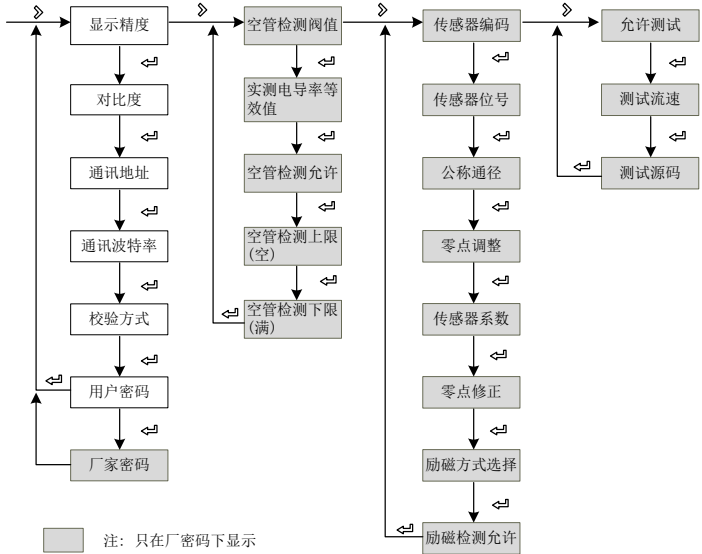 显示精度
对比度
通讯地址
通讯波特率
校验方式
用户密码
厂家密码
空管检测阀值
实测电导率等
效值
空管检测允许
空管检测上限
(空)
空管检测下限
(满)
传感器编码
传感器位号
公称通径
零点调整
传感器系数
零点修正
励磁方式选择
励磁检测允许
允许测试
测试流速
测试源码
注: 只在厂密码下显示